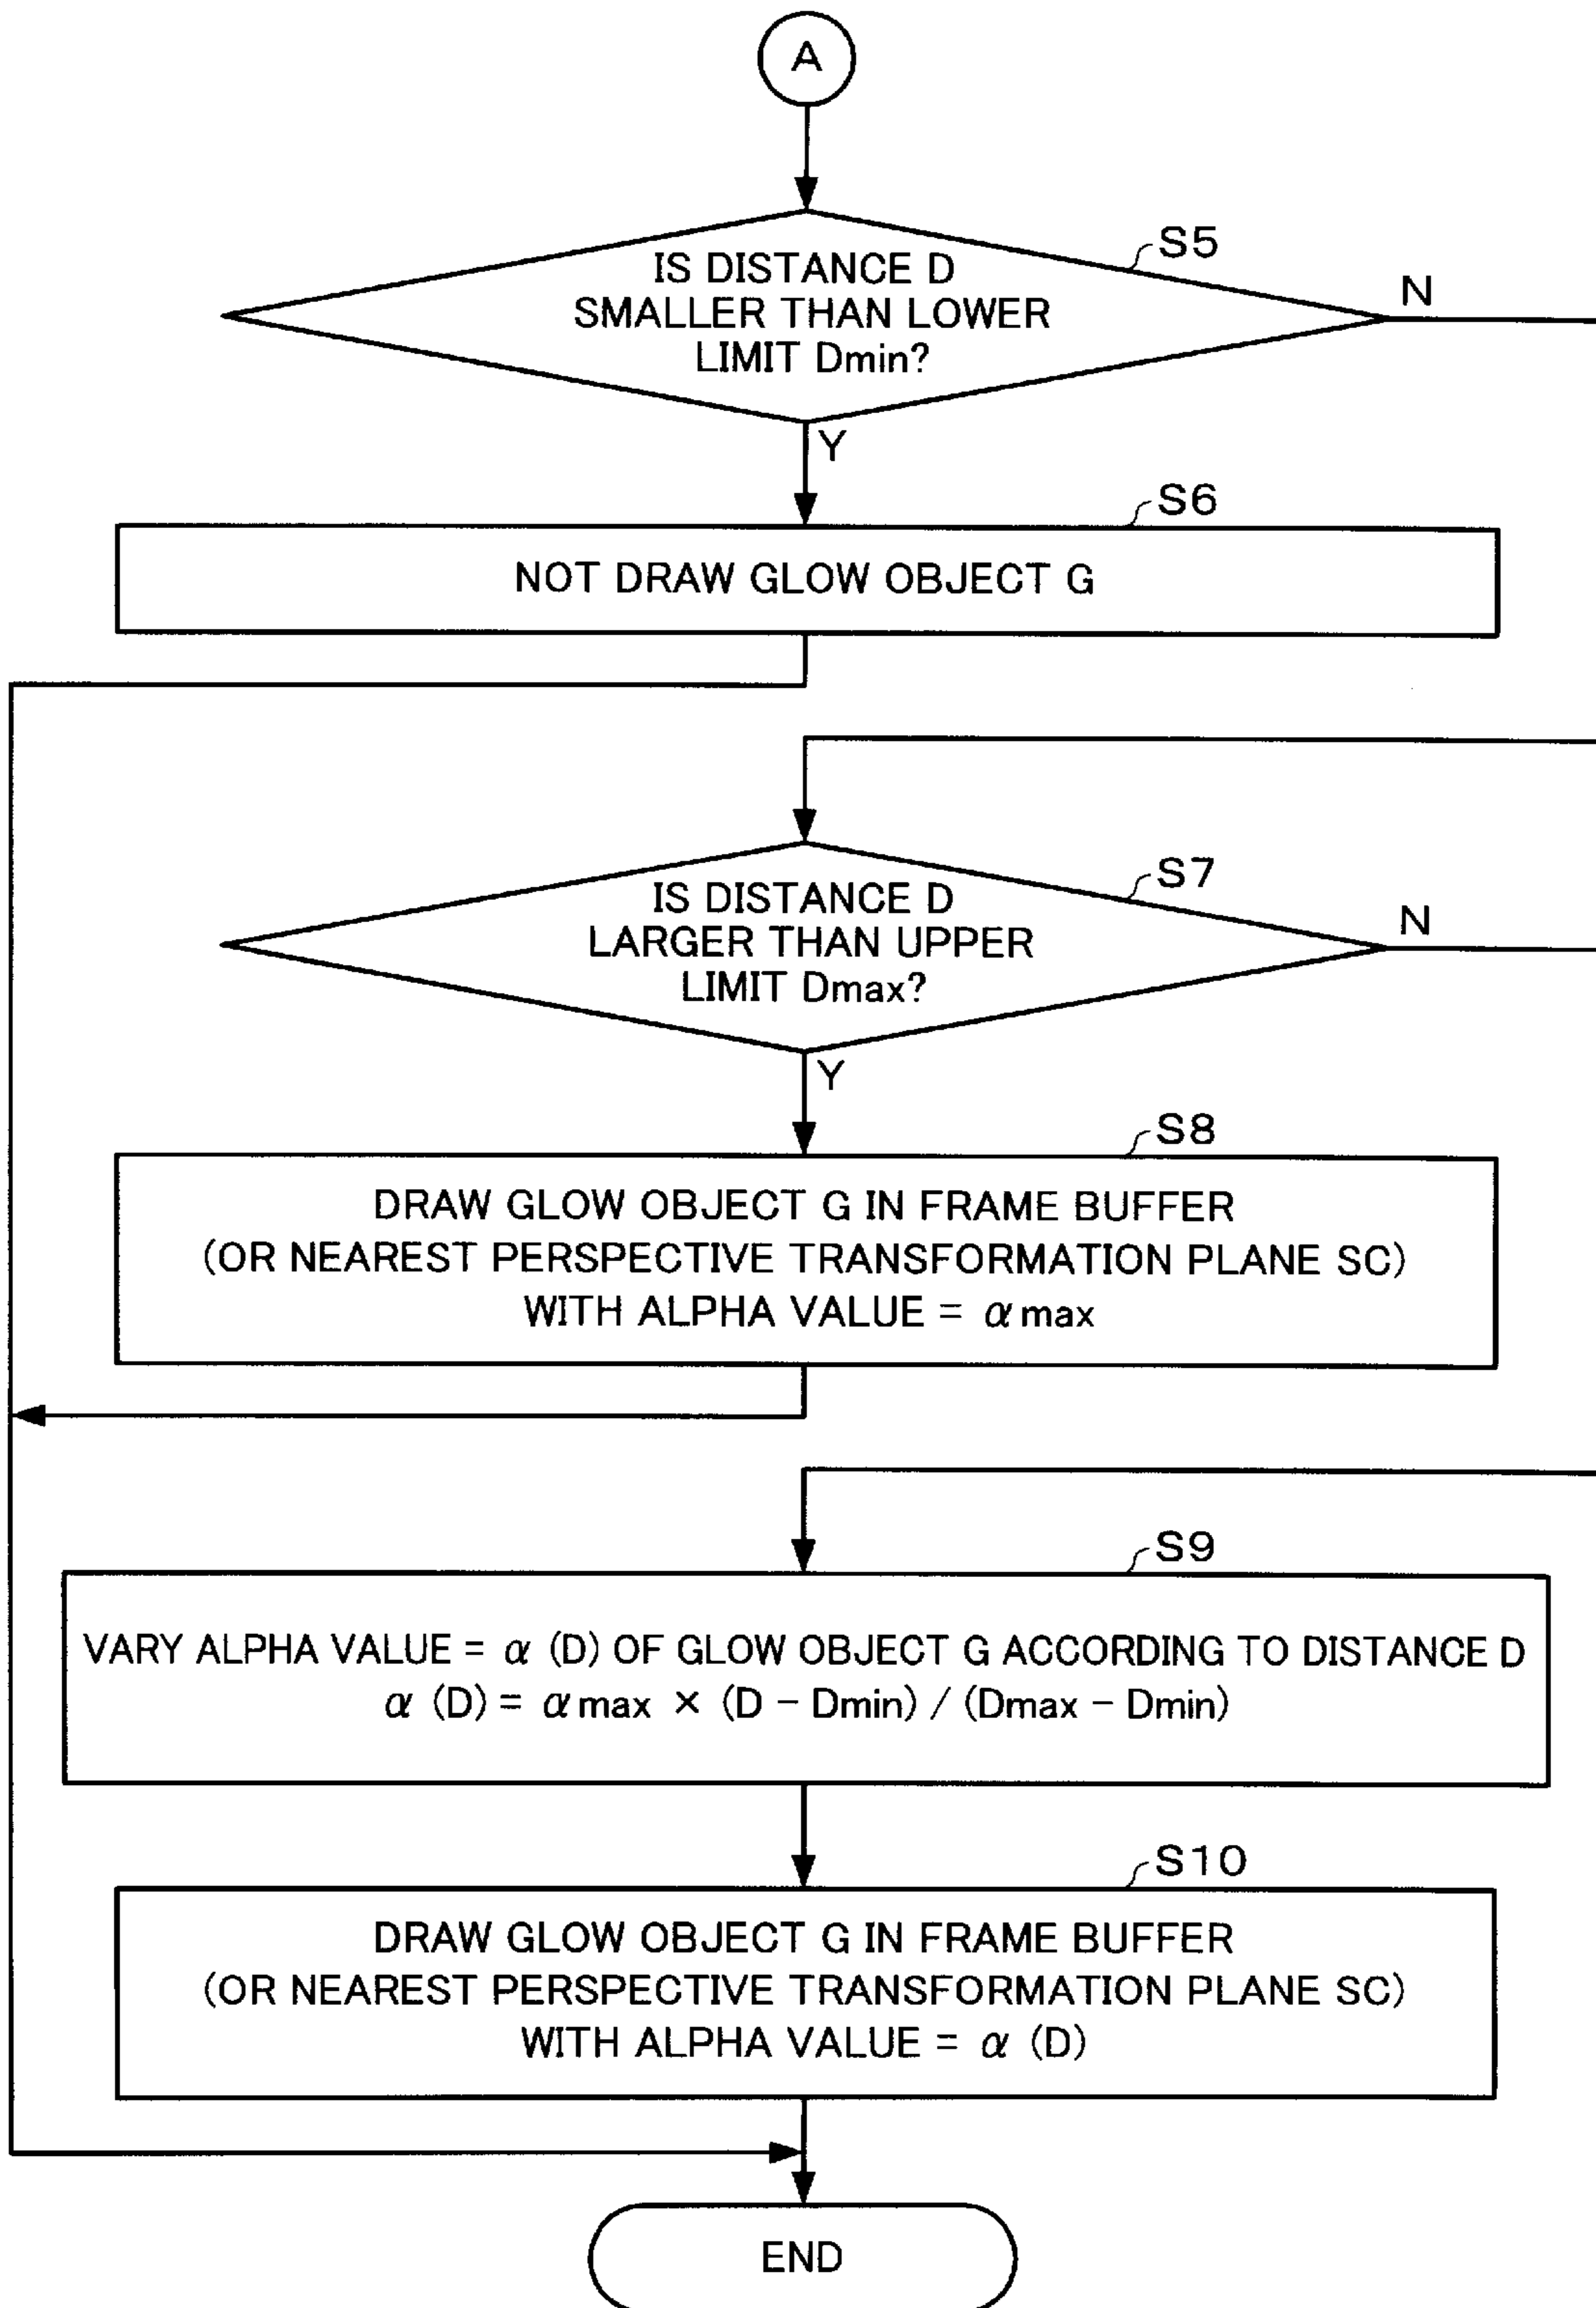 A
S5
IS DISTANCE D
SMALLER THAN LOWER
LIMIT Dmin?
N
Y
S6
NOT DRAW GLOW OBJECT G
S7
IS DISTANCE D
LARGER THAN UPPER
LIMIT Dmax?
N
Y
S8
DRAW GLOW OBJECT G IN FRAME BUFFER
(OR NEAREST PERSPECTIVE TRANSFORMATION PLANE SC)
WITH ALPHA VALUE = α max
S9
VARY ALPHA VALUE = α (D) OF GLOW OBJECT G ACCORDING TO DISTANCE D
α (D) = α max × (D − Dmin) / (Dmax − Dmin)
S10
DRAW GLOW OBJECT G IN FRAME BUFFER
(OR NEAREST PERSPECTIVE TRANSFORMATION PLANE SC)
WITH ALPHA VALUE = α (D)
END